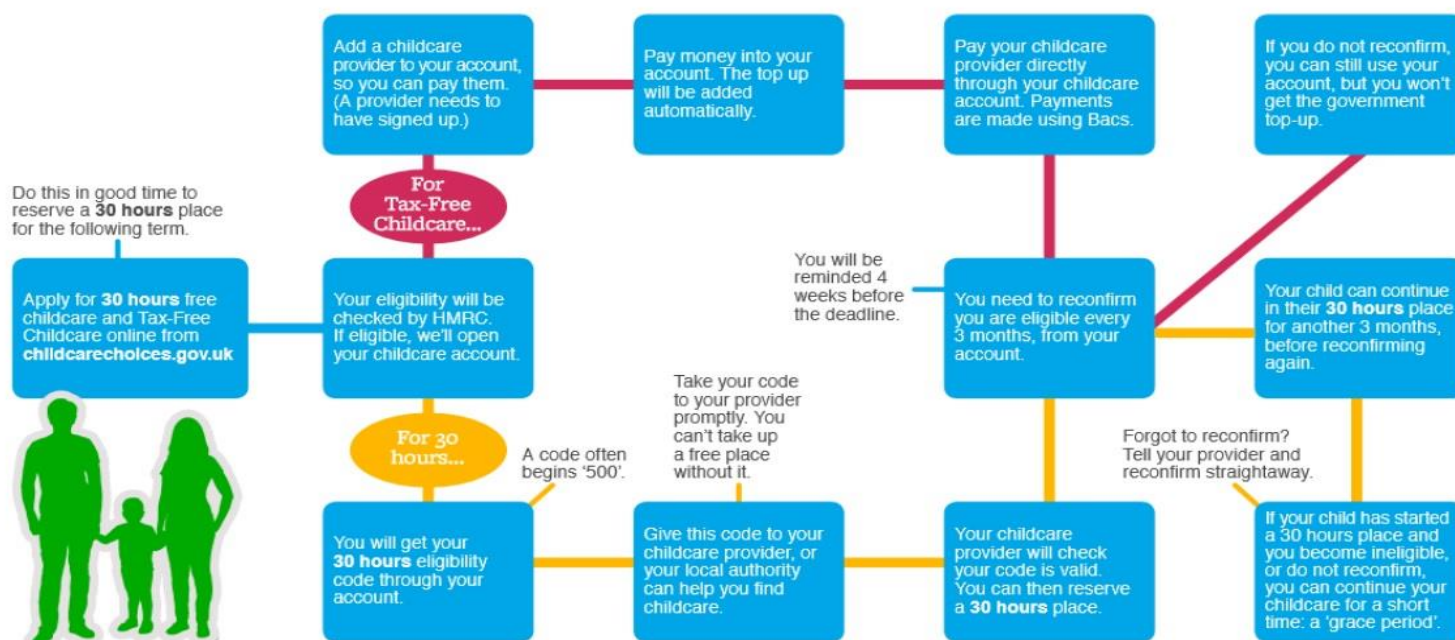 Add a childcare
provider to your account,
so you can pay them.
(A provider needs to
have signed up.)
Pay money into your
account. The top up
will be added
automatically.
Pay your childcare
provider directly
through your childcare
account. Payments
are made using Bacs.
If you do not reconfirm,
you can still use your
account, but you won't
get the government
top-up.
For
Tax-Free
Childcare...
Do this in good time to
reserve a 30 hours place
for the following term.
Apply for 30 hours free
childcare and Tax-Free
Childcare online from
childcarechoices.gov.uk
Your eligibility will be
checked by HMRC.
If eligible, we'll open
your childcare account.
You will be
reminded 4
weeks before
the deadline.
You need to reconfirm
you are eligible every
3 months, from your
account.
Your child can continue
in their 30 hours place
for another 3 months,
before reconfirming
again.
For 30
hours...
A code often
begins '500'.
Take your code
to your provider
promptly. You
can't take up
a free place
without it.
Forgot to reconfirm?
Tell your provider and
reconfirm straightaway.
You will get your
30 hours eligibility
code through your
account.
Give this code to your
childcare provider, or
your local authority
can help you find
childcare.
Your childcare
provider will check
your code is valid.
You can then reserve
a 30 hours place.
If your child has started
a 30 hours place and
you become ineligible,
or do not reconfirm,
you can continue your
childcare for a short
time: a 'grace period'.